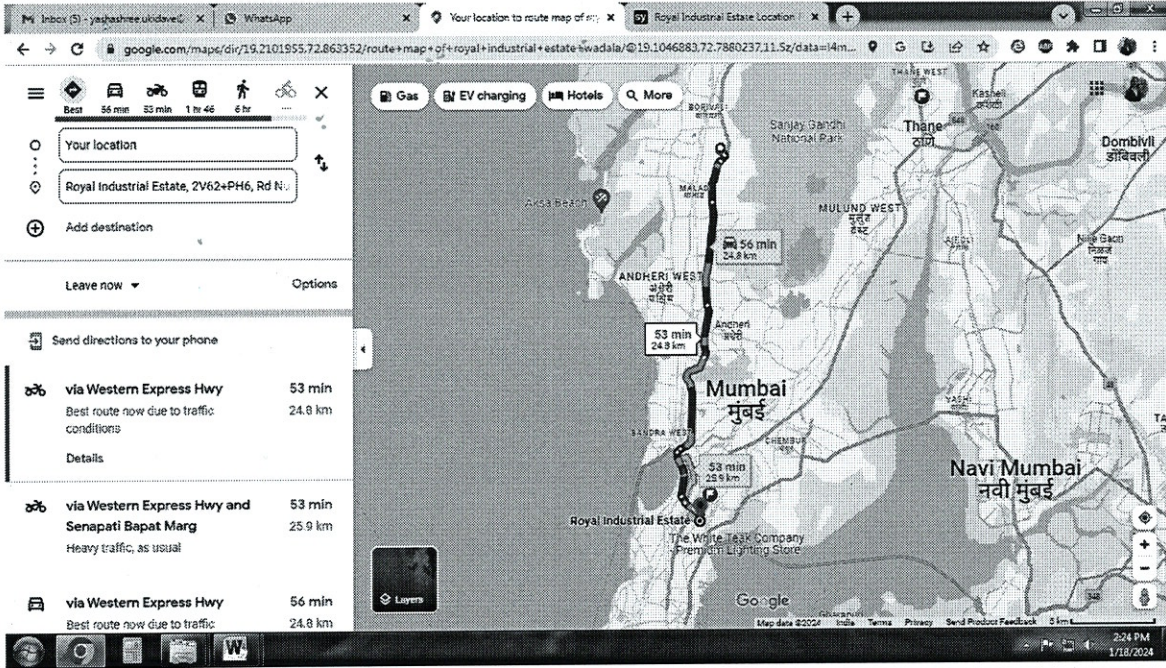 Inbox (5) - yashashree.ukidave@
WhatsApp
Your location to route map of
Royal Industrial Estate Location
google.com/maps/dir/19.2101955,72.863352/route+map+of+royal+industrial+estate+wadala/@19.1046883,72.7880237,11.5z/data=!4m...
Best
56 min
53 min
1 hr 46
6 hr
Your location
Royal Industrial Estate, 2V62+PH6, Rd Nu
Add destination
Leave now
Options
Send directions to your phone
via Western Express Hwy 53 min
Best route now due to traffic 24.8 km
conditions
Details
via Western Express Hwy and 53 min
Senapati Bapat Marg 25.9 km
Heavy traffic, as usual
via Western Express Hwy 56 min
Best route now due to traffic 24.8 km
Gas
EV charging
Hotels
More
THANE WEST
Kasheli
BORIVALI
Sanjay Gandhi
National Park
Thane
ठाणे
Dombivli
डोंबिवली
MALAD
Aksa Beach
MULUND WEST
मुलुंड
वेस्ट
AIROLI
56 min
24.8 km
ANDHERI WEST
अंधेरी
पश्चिम
Andheri
अंधेरी
53 min
24.8 km
Mumbai
मुंबई
VASHI
BANDRA WEST
CHEMBUR
Navi Mumbai
नवी मुंबई
53 min
25.9 km
Royal Industrial Estate
The White Teak Company
Premium Lighting Store
Layers
Google
Map data ©2024 India Terms Privacy Send Product Feedback 5 km
348
2:24 PM
1/18/2024